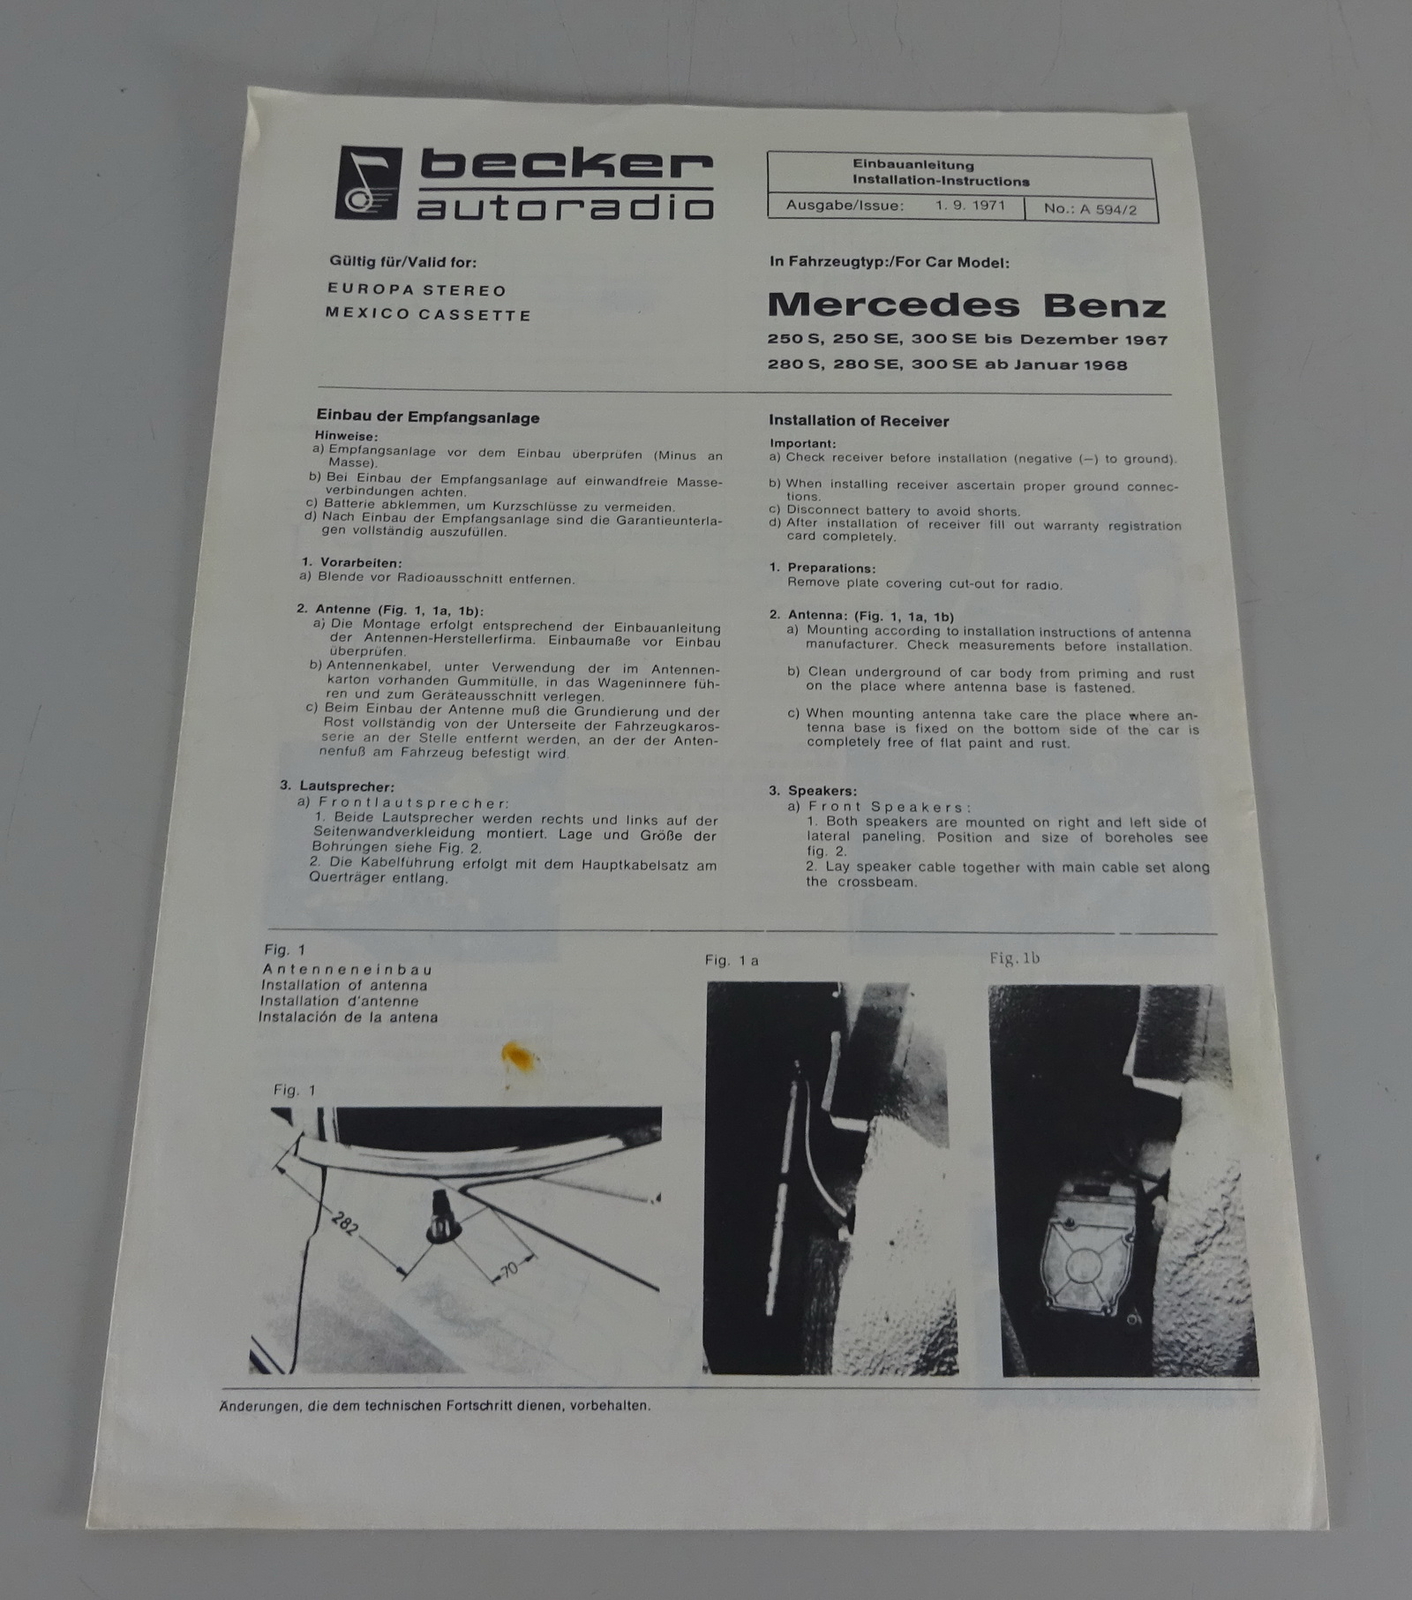 becker
autoradio
Einbauanleitung
Installation-Instructions
Ausgabe/Issue: 1. 9. 1971
No.: A 594/2
Gültig für/Valid for:
EUROPA STEREO
MEXICO CASSETTE
In Fahrzeugtyp:/For Car Model:
Mercedes Benz
250 S, 250 SE, 300 SE bis Dezember 1967
280 S, 280 SE, 300 SE ab Januar 1968
Einbau der Empfangsanlage
Hinweise:
a) Empfangsanlage vor dem Einbau überprüfen (Minus an
Masse).
b) Bei Einbau der Empfangsanlage auf einwandfreie Masse-
verbindungen achten.
c) Batterie abklemmen, um Kurzschlüsse zu vermeiden.
d) Nach Einbau der Empfangsanlage sind die Garantieunterla-
gen vollständig auszufüllen.
1. Vorarbeiten:
a) Blende vor Radioausschnitt entfernen.
2. Antenne (Fig. 1, 1a, 1b):
a) Die Montage erfolgt entsprechend der Einbauanleitung
der Antennen-Herstellerfirma. Einbaumaße vor Einbau
überprüfen.
b) Antennenkabel, unter Verwendung der im Antennen-
karton vorhanden Gummitülle, in das Wageninnere füh-
ren und zum Geräteausschnitt verlegen.
c) Beim Einbau der Antenne muß die Grundierung und der
Rost vollständig von der Unterseite der Fahrzeugkaros-
serie an der Stelle entfernt werden, an der der Anten-
nenfuß am Fahrzeug befestigt wird.
3. Lautsprecher:
a) Frontlautsprecher:
1. Beide Lautsprecher werden rechts und links auf der
Seitenwandverkleidung montiert. Lage und Größe der
Bohrungen siehe Fig. 2.
2. Die Kabelführung erfolgt mit dem Hauptkabelsatz am
Querträger entlang.
Installation of Receiver
Important:
a) Check receiver before installation (negative (—) to ground).
b) When installing receiver ascertain proper ground connec-
tions.
c) Disconnect battery to avoid shorts.
d) After installation of receiver fill out warranty registration
card completely.
1. Preparations:
Remove plate covering cut-out for radio.
2. Antenna: (Fig. 1, 1a, 1b)
a) Mounting according to installation instructions of antenna
manufacturer. Check measurements before installation.
b) Clean underground of car body from priming and rust
on the place where antenna base is fastened.
c) When mounting antenna take care the place where an-
tenna base is fixed on the bottom side of the car is
completely free of flat paint and rust.
3. Speakers:
a) Front Speakers:
1. Both speakers are mounted on right and left side of
lateral paneling. Position and size of boreholes see
fig. 2.
2. Lay speaker cable together with main cable set along
the crossbeam.
Fig. 1
Antenneneinbau
Installation of antenna
Installation d'antenne
Instalación de la antena
Fig. 1
282
70
Fig. 1 a
Fig. 1b
Änderungen, die dem technischen Fortschritt dienen, vorbehalten.